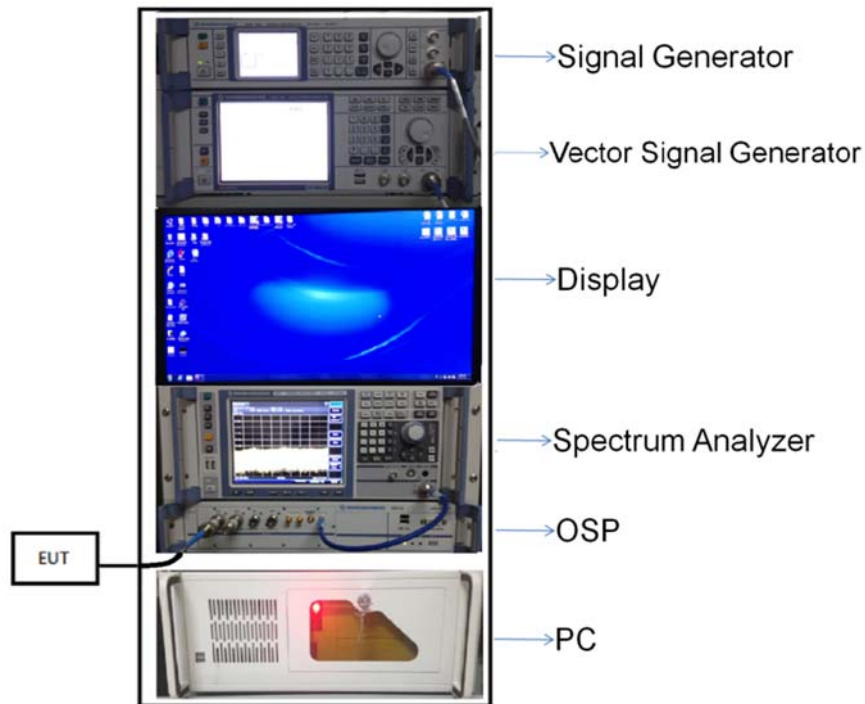 Signal Generator
Vector Signal Generator
Display
Spectrum Analyzer
OSP
EUT
PC